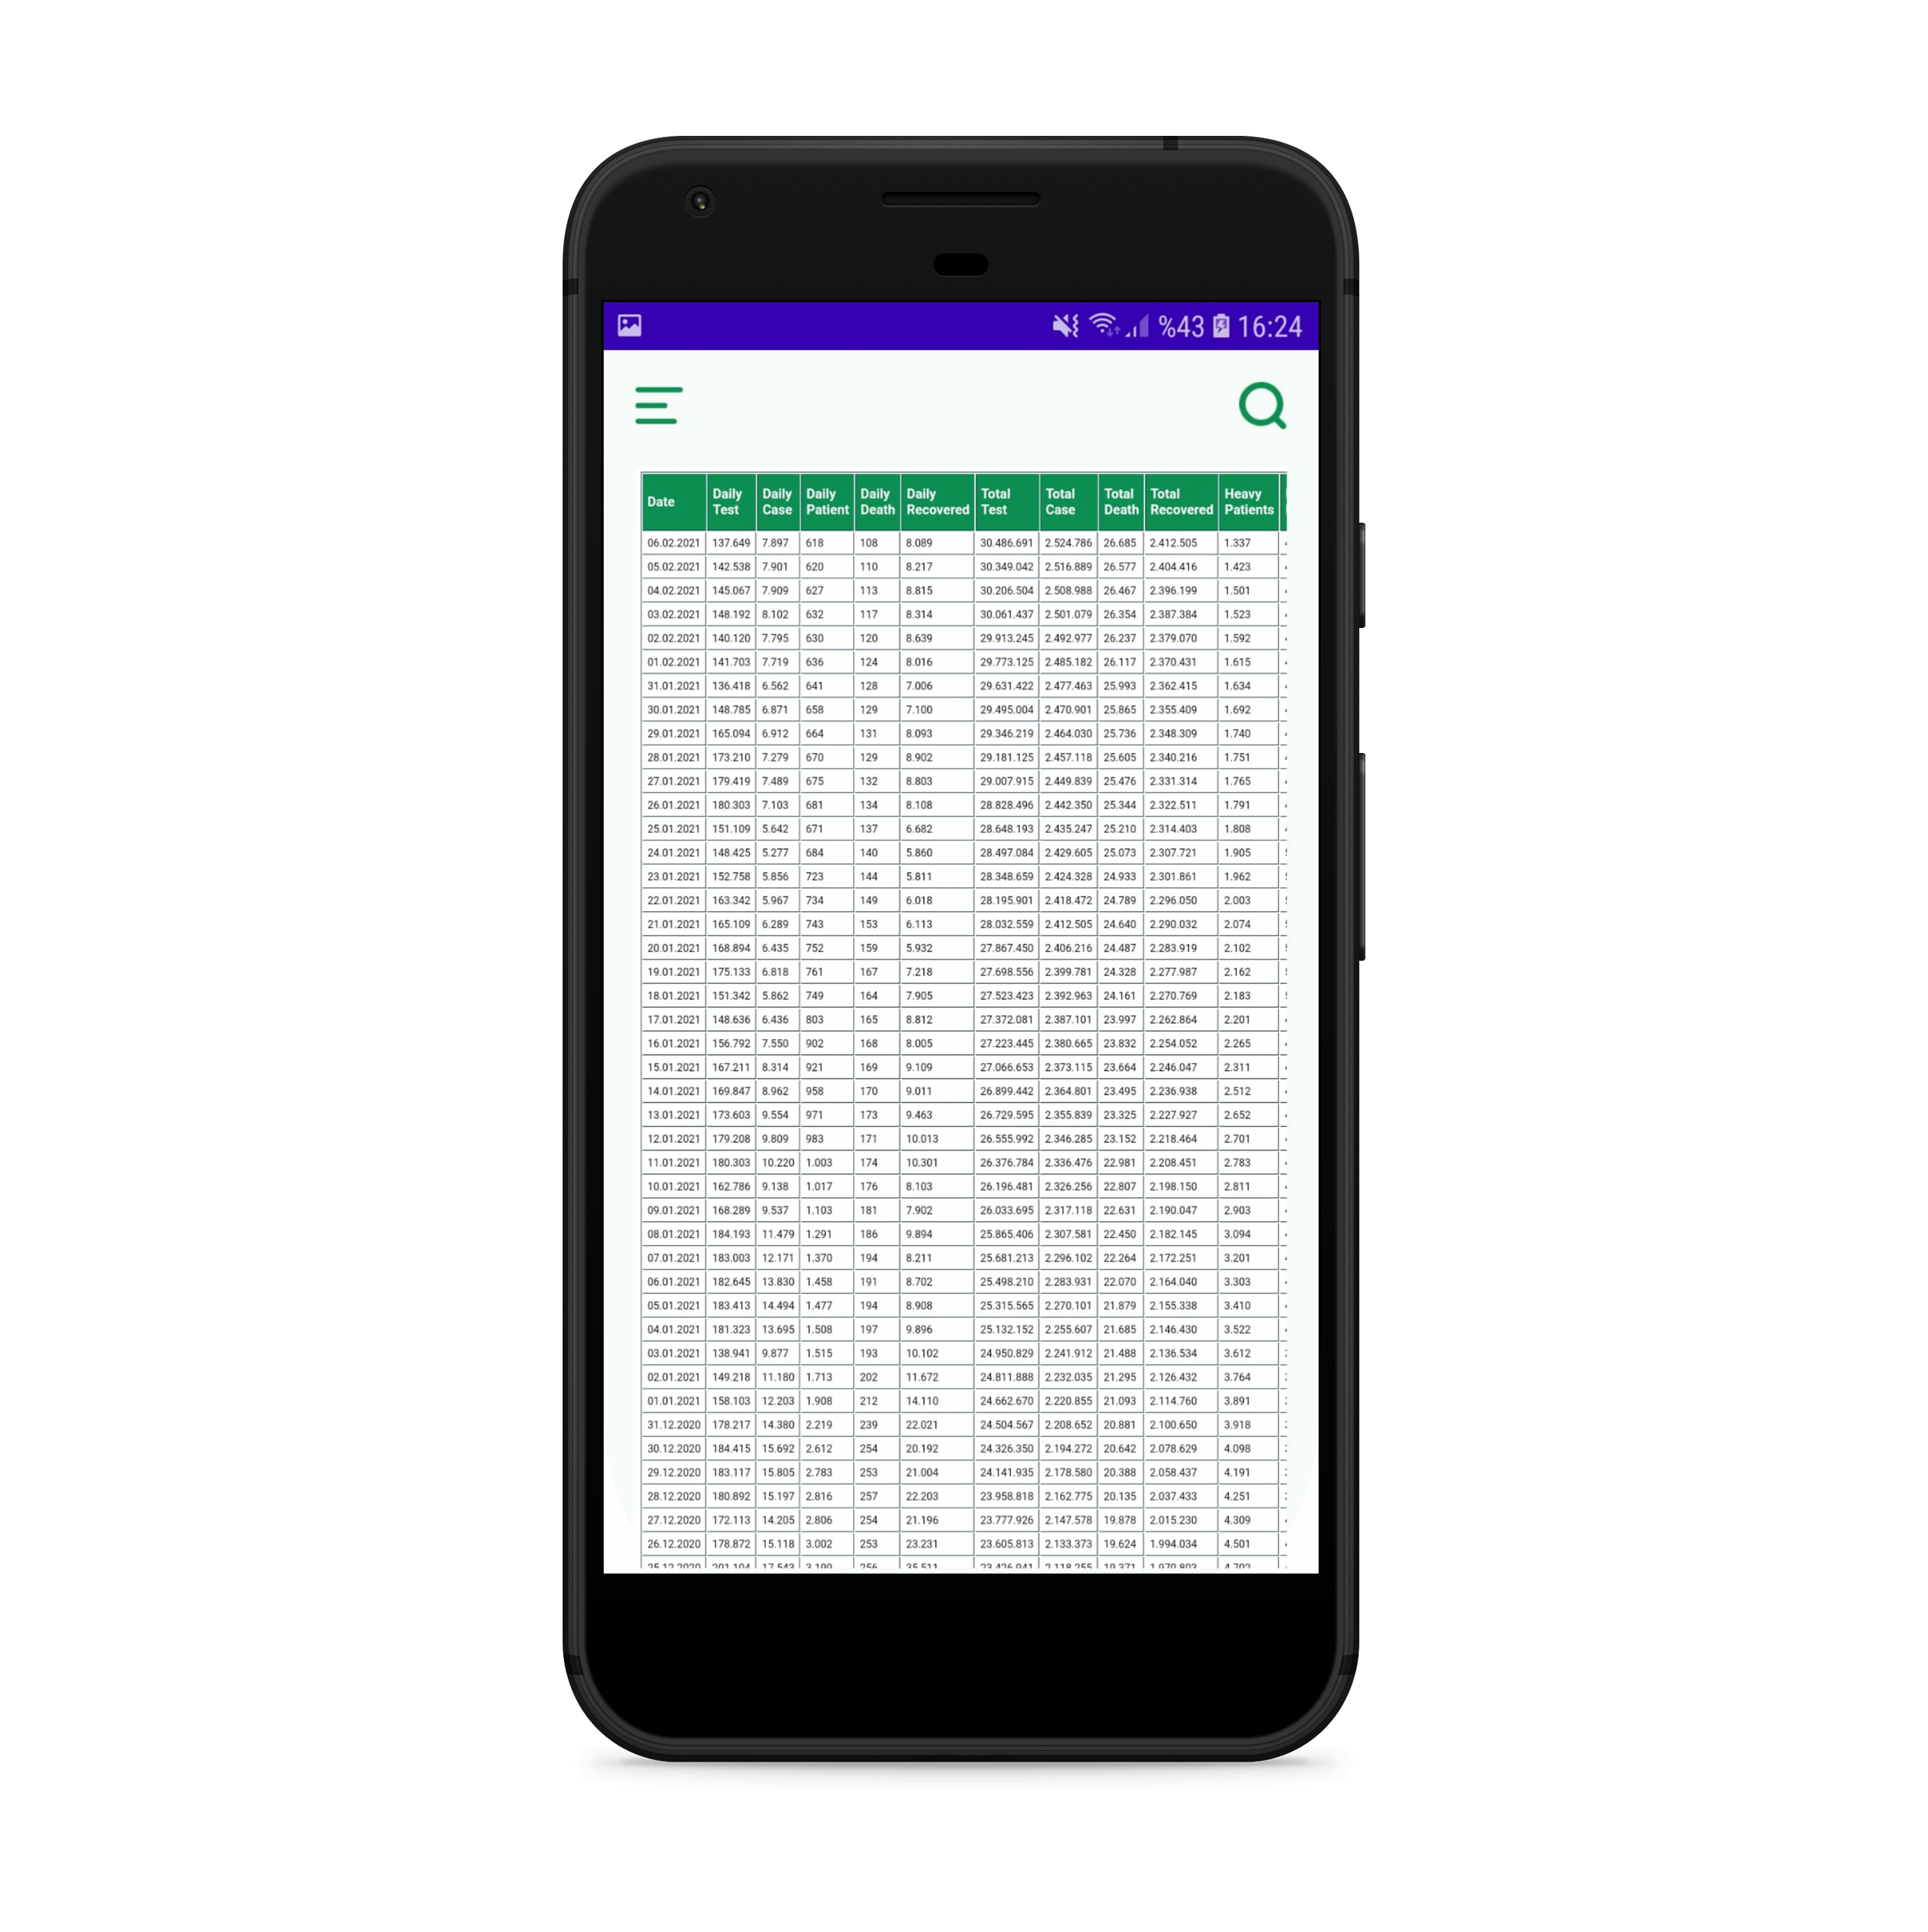 %43 16:24
Date Daily Test Daily Case Daily Patient Daily Death Daily Recovered Total Test Total Case Total Death Total Recovered Heavy Patients
06.02.2021 137.649 7.897 618 108 8.089 30.486.691 2.524.786 26.685 2.412.505 1.337
05.02.2021 142.538 7.901 620 110 8.217 30.349.042 2.516.889 26.577 2.404.416 1.423
04.02.2021 145.067 7.909 627 113 8.815 30.206.504 2.508.988 26.467 2.396.199 1.501
03.02.2021 148.192 8.102 632 117 8.314 30.061.437 2.501.079 26.354 2.387.384 1.523
02.02.2021 140.120 7.795 630 120 8.639 29.913.245 2.492.977 26.237 2.379.070 1.592
01.02.2021 141.703 7.719 636 124 8.016 29.773.125 2.485.182 26.117 2.370.431 1.615
31.01.2021 136.418 6.562 641 128 7.006 29.631.422 2.477.463 25.993 2.362.415 1.634
30.01.2021 148.785 6.871 658 129 7.100 29.495.004 2.470.901 25.865 2.355.409 1.692
29.01.2021 165.094 6.912 664 131 8.093 29.346.219 2.464.030 25.736 2.348.309 1.740
28.01.2021 173.210 7.279 670 129 8.902 29.181.125 2.457.118 25.605 2.340.216 1.751
27.01.2021 179.419 7.489 675 132 8.803 29.007.915 2.449.839 25.476 2.331.314 1.765
26.01.2021 180.303 7.103 681 134 8.108 28.828.496 2.442.350 25.344 2.322.511 1.791
25.01.2021 151.109 5.642 671 137 6.682 28.648.193 2.435.247 25.210 2.314.403 1.808
24.01.2021 148.425 5.277 684 140 5.860 28.497.084 2.429.605 25.073 2.307.721 1.905
23.01.2021 152.758 5.856 723 144 5.811 28.348.659 2.424.328 24.933 2.301.861 1.962
22.01.2021 163.342 5.967 734 149 6.018 28.195.901 2.418.472 24.789 2.296.050 2.003
21.01.2021 165.109 6.289 743 153 6.113 28.032.559 2.412.505 24.640 2.290.032 2.074
20.01.2021 168.894 6.435 752 159 5.932 27.867.450 2.406.216 24.487 2.283.919 2.102
19.01.2021 175.133 6.818 761 167 7.218 27.698.556 2.399.781 24.328 2.277.987 2.162
18.01.2021 151.342 5.862 749 164 7.905 27.523.423 2.392.963 24.161 2.270.769 2.183
17.01.2021 148.636 6.436 803 165 8.812 27.372.081 2.387.101 23.997 2.262.864 2.201
16.01.2021 156.792 7.550 902 168 8.005 27.223.445 2.380.665 23.832 2.254.052 2.265
15.01.2021 167.211 8.314 921 169 9.109 27.066.653 2.373.115 23.664 2.246.047 2.311
14.01.2021 169.847 8.962 958 170 9.011 26.899.442 2.364.801 23.495 2.236.938 2.512
13.01.2021 173.603 9.554 971 173 9.463 26.729.595 2.355.839 23.325 2.227.927 2.652
12.01.2021 179.208 9.809 983 171 10.013 26.555.992 2.346.285 23.152 2.218.464 2.701
11.01.2021 180.303 10.220 1.003 174 10.301 26.376.784 2.336.476 22.981 2.208.451 2.783
10.01.2021 162.786 9.138 1.017 176 8.103 26.196.481 2.326.256 22.807 2.198.150 2.811
09.01.2021 168.289 9.537 1.103 181 7.902 26.033.695 2.317.118 22.631 2.190.047 2.903
08.01.2021 184.193 11.479 1.291 186 9.894 25.865.406 2.307.581 22.450 2.182.145 3.094
07.01.2021 183.003 12.171 1.370 194 8.211 25.681.213 2.296.102 22.264 2.172.251 3.201
06.01.2021 182.645 13.830 1.458 191 8.702 25.498.210 2.283.931 22.070 2.164.040 3.303
05.01.2021 183.413 14.494 1.477 194 8.908 25.315.565 2.270.101 21.879 2.155.338 3.410
04.01.2021 181.323 13.695 1.508 197 9.896 25.132.152 2.255.607 21.685 2.146.430 3.522
03.01.2021 138.941 9.877 1.515 193 10.102 24.950.829 2.241.912 21.488 2.136.534 3.612
02.01.2021 149.218 11.180 1.713 202 11.672 24.811.888 2.232.035 21.295 2.126.432 3.764
01.01.2021 158.103 12.203 1.908 212 14.110 24.662.670 2.220.855 21.093 2.114.760 3.891
31.12.2020 178.217 14.380 2.219 239 22.021 24.504.567 2.208.652 20.881 2.100.650 3.918
30.12.2020 184.415 15.692 2.612 254 20.192 24.326.350 2.194.272 20.642 2.078.629 4.098
29.12.2020 183.117 15.805 2.783 253 21.004 24.141.935 2.178.580 20.388 2.058.437 4.191
28.12.2020 180.892 15.197 2.816 257 22.203 23.958.818 2.162.775 20.135 2.037.433 4.251
27.12.2020 172.113 14.205 2.806 254 21.196 23.777.926 2.147.578 19.878 2.015.230 4.309
26.12.2020 178.872 15.118 3.002 253 23.231 23.605.813 2.133.373 19.624 1.994.034 4.501